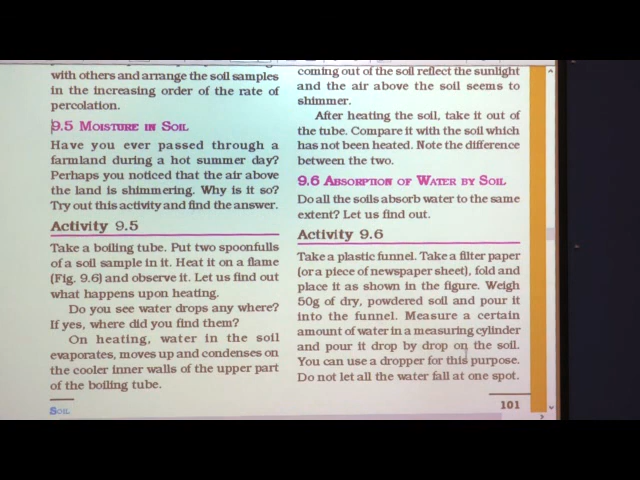 with others and arrange the soil samples
in the increasing order of the rate of
percolation.
9.5 MOISTURE IN SOIL
Have you ever passed through a
farmland during a hot summer day?
Perhaps you noticed that the air above
the land is shimmering. Why is it so?
Try out this activity and find the answer.
Activity 9.5
Take a boiling tube. Put two spoonfulls
of a soil sample in it. Heat it on a flame
(Fig. 9.6) and observe it. Let us find out
what happens upon heating.
Do you see water drops any where?
If yes, where did you find them?
On heating, water in the soil
evaporates, moves up and condenses on
the cooler inner walls of the upper part
of the boiling tube.
SOIL
coming out of the soil reflect the sunlight
and the air above the soil seems to
shimmer.
After heating the soil, take it out of
the tube. Compare it with the soil which
has not been heated. Note the difference
between the two.
9.6 ABSORPTION OF WATER BY SOIL
Do all the soils absorb water to the same
extent? Let us find out.
Activity 9.6
Take a plastic funnel. Take a filter paper
(or a piece of newspaper sheet), fold and
place it as shown in the figure. Weigh
50g of dry, powdered soil and pour it
into the funnel. Measure a certain
amount of water in a measuring cylinder
and pour it drop by drop on the soil.
You can use a dropper for this purpose.
Do not let all the water fall at one spot.
101